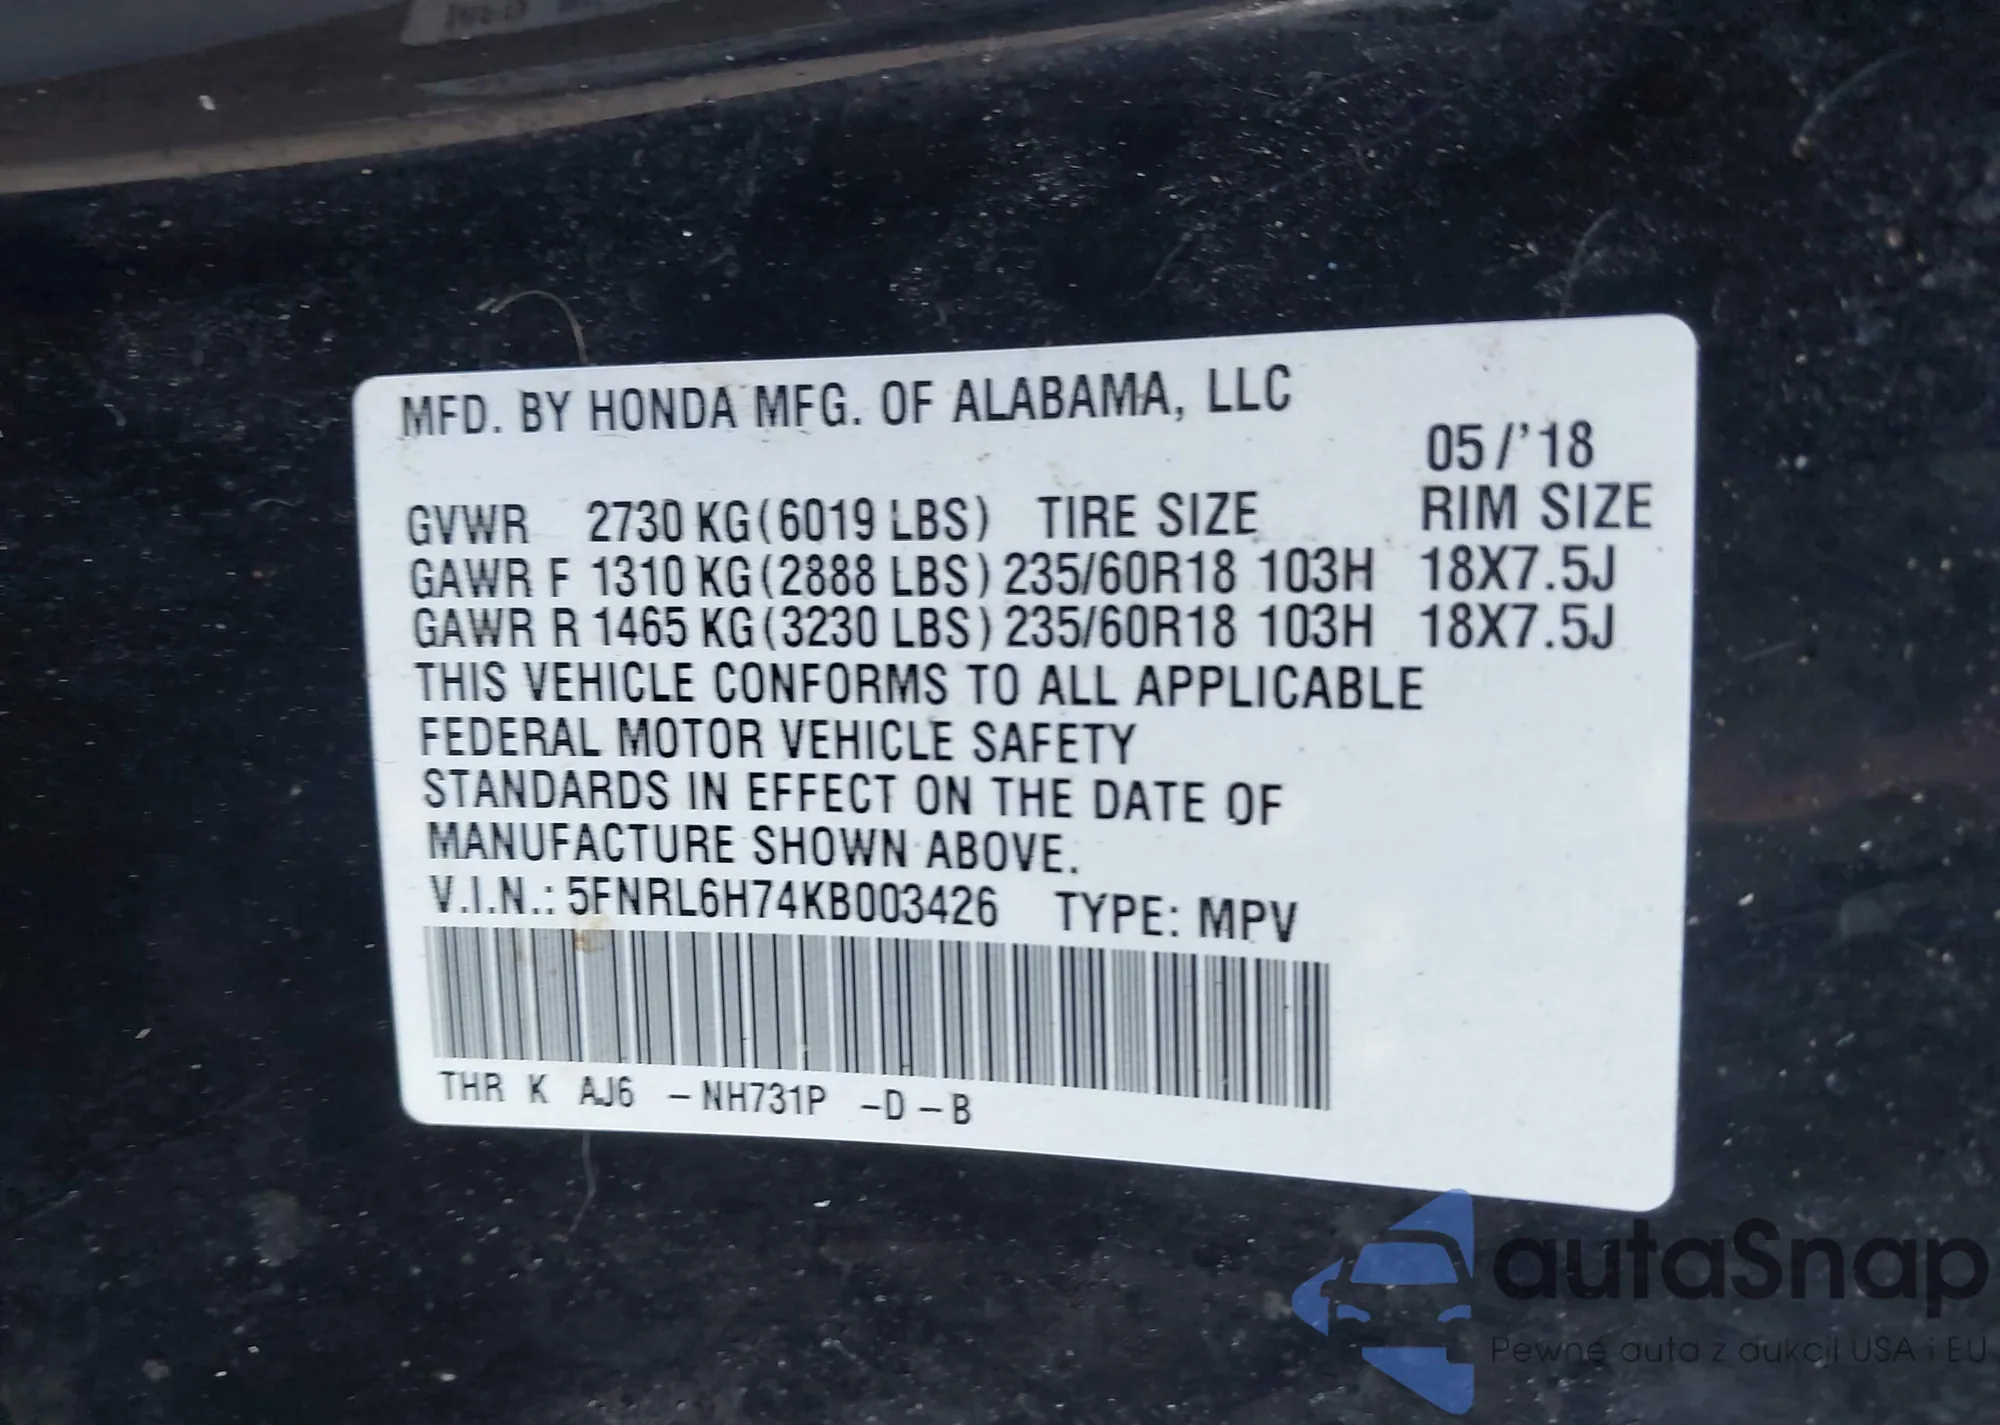 MFD. BY HONDA MFG. OF ALABAMA, LLC
05/'18
GVWR 2730 KG(6019 LBS) TIRE SIZE RIM SIZE
GAWR F 1310 KG(2888 LBS) 235/60R18 103H 18X7.5J
GAWR R 1465 KG(3230 LBS) 235/60R18 103H 18X7.5J
THIS VEHICLE CONFORMS TO ALL APPLICABLE
FEDERAL MOTOR VEHICLE SAFETY
STANDARDS IN EFFECT ON THE DATE OF
MANUFACTURE SHOWN ABOVE.
V.I.N.: 5FNRL6H74KB003426 TYPE: MPV
THR K AJ6 -NH731P -D-B
autaSnap
Pewne auta z aukcji USA i EU